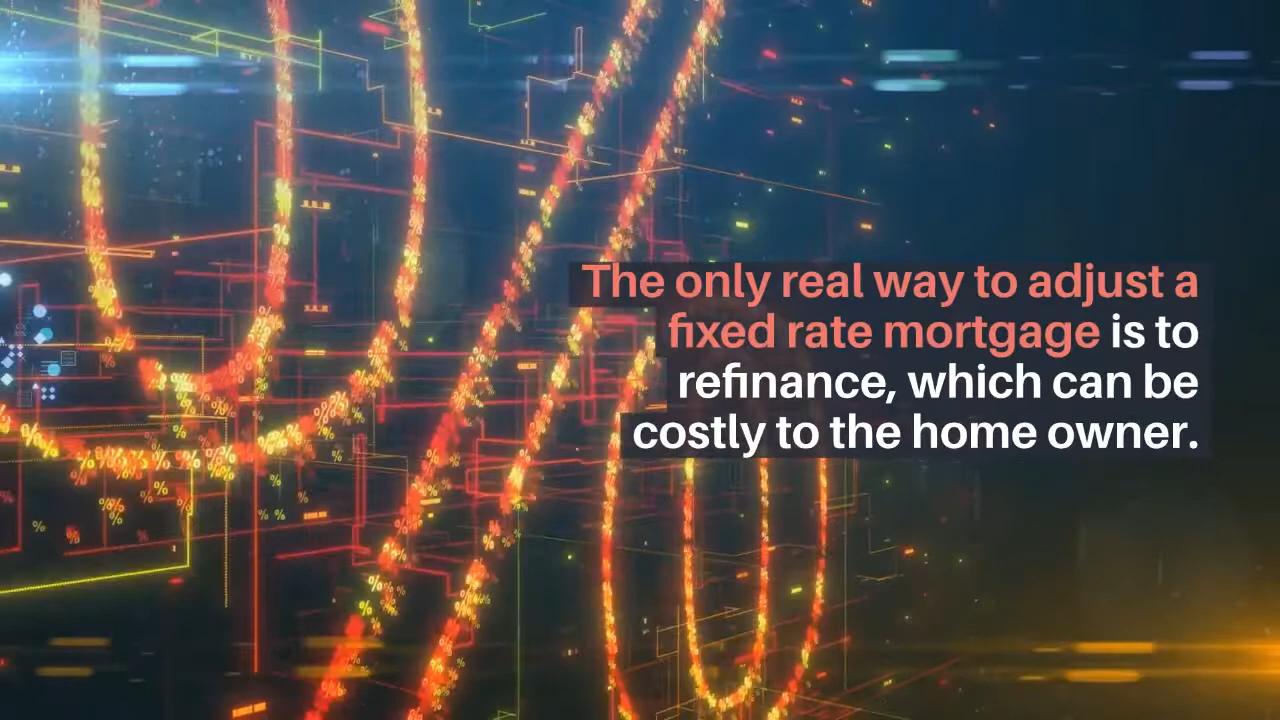 The only real way to adjust a
fixed rate mortgage is to
refinance, which can be
costly to the home owner.